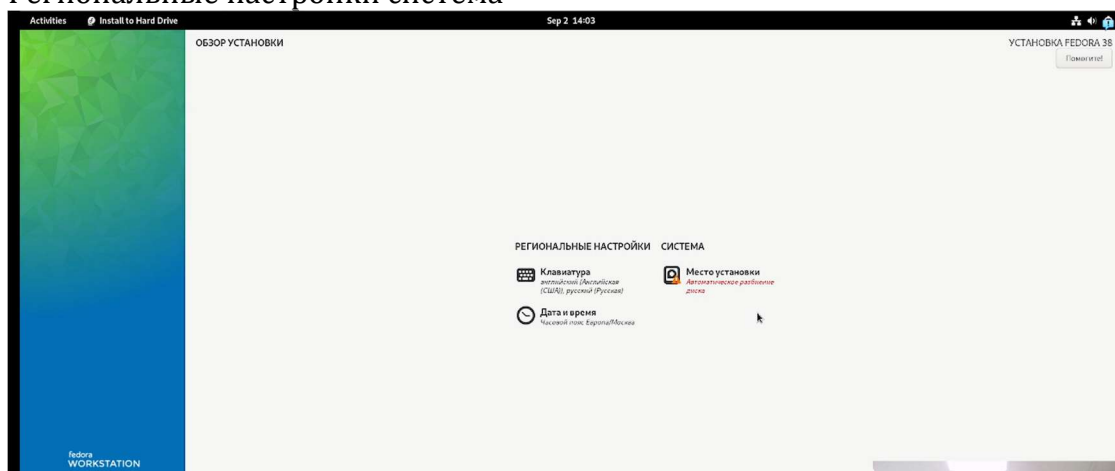 Региональные настройки система
Activities Install to Hard Drive Sep 2 14:03
ОБЗОР УСТАНОВКИ УСТАНОВКА FEDORA 38
Помогите!
РЕГИОНАЛЬНЫЕ НАСТРОЙКИ СИСТЕМА
Клавиатура Место установки
английский (Английская Автоматическое разбиение
(США)), русский (Русская) диска
Дата и время
Часовой пояс Европа/Москва
fedora
WORKSTATION